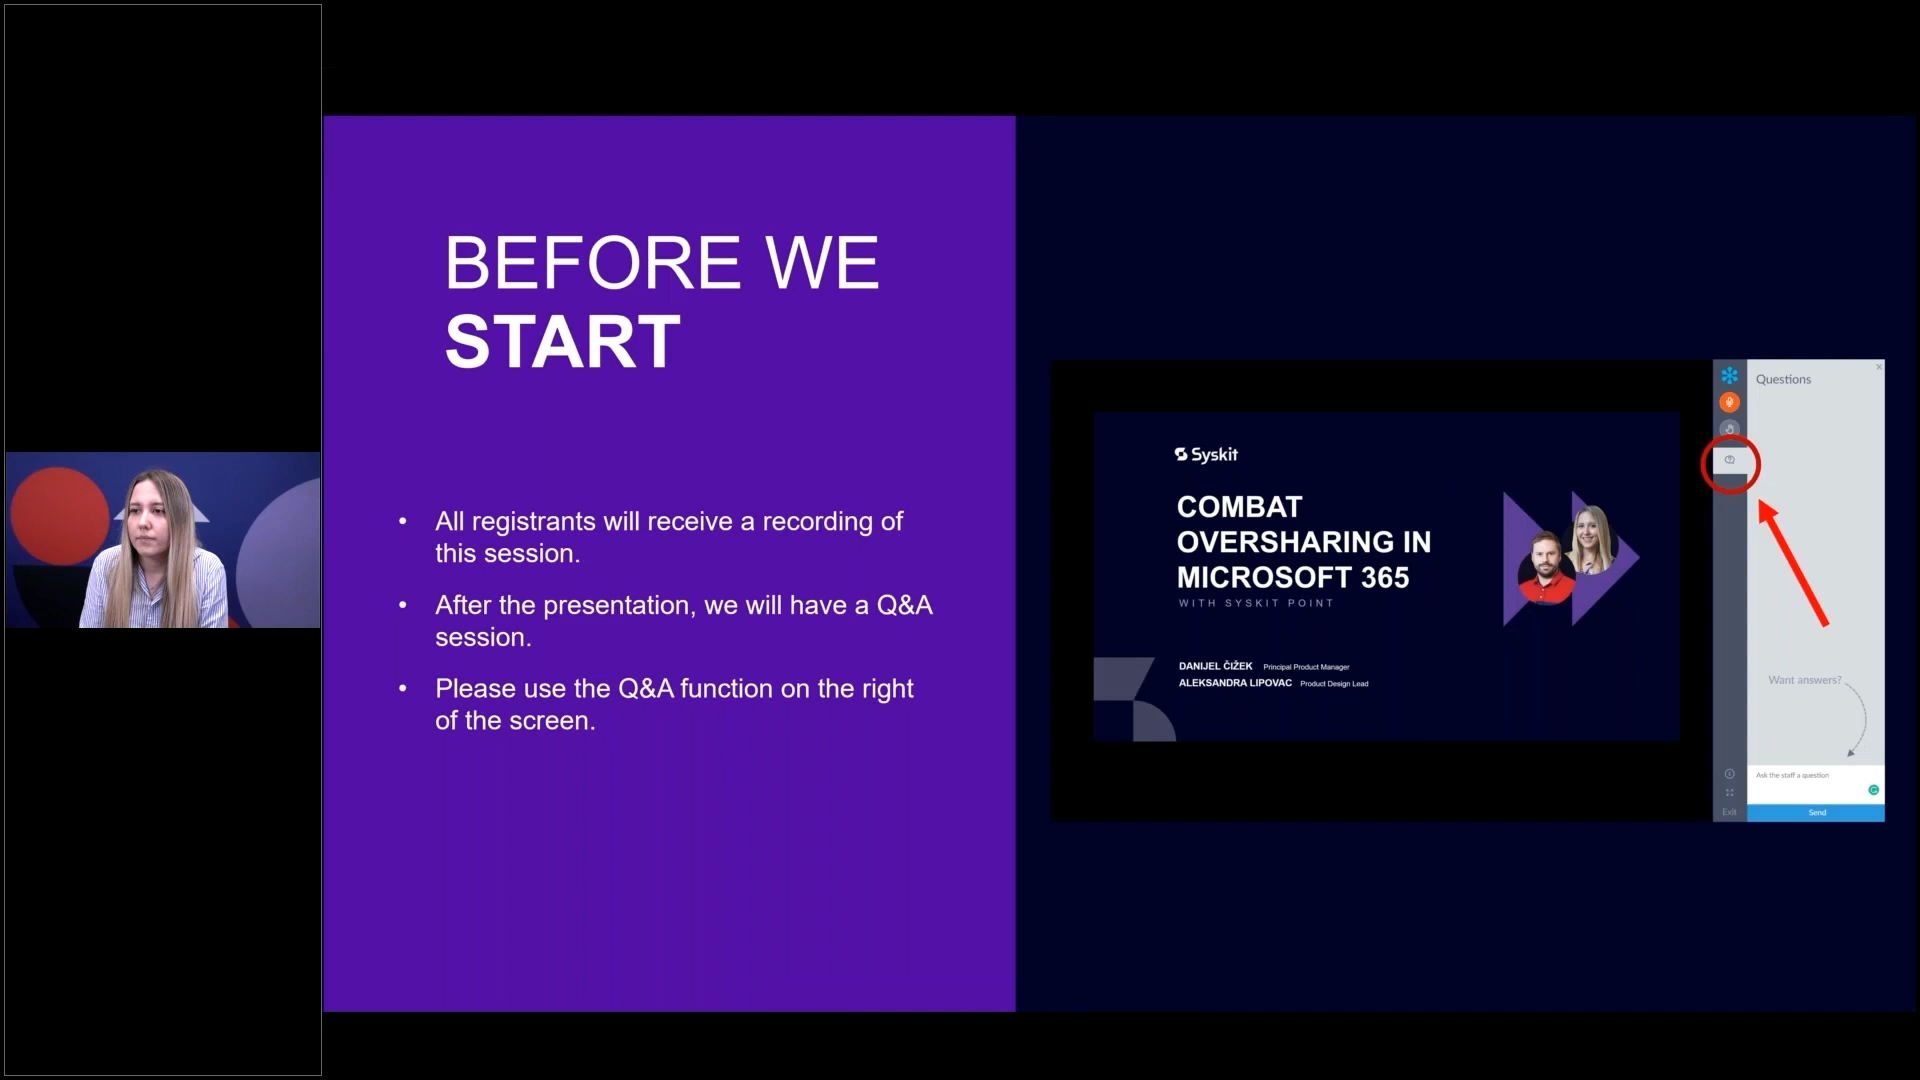 BEFORE WE
START
• All registrants will receive a recording of
this session.
• After the presentation, we will have a Q&A
session.
• Please use the Q&A function on the right
of the screen.
Syskit
COMBAT
OVERSHARING IN
MICROSOFT 365
WITH SYSKIT POINT
DANIJEL ČIŽEK Principal Product Manager
ALEKSANDRA LIPOVAC Product Design Lead
Questions
Want answers?
Ask the staff a question
Exit
Send